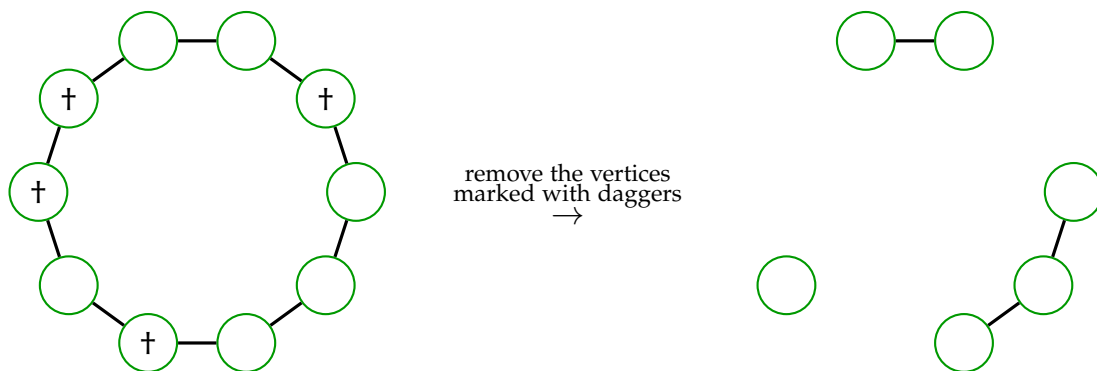 † †
†
†
remove the vertices
marked with daggers
→